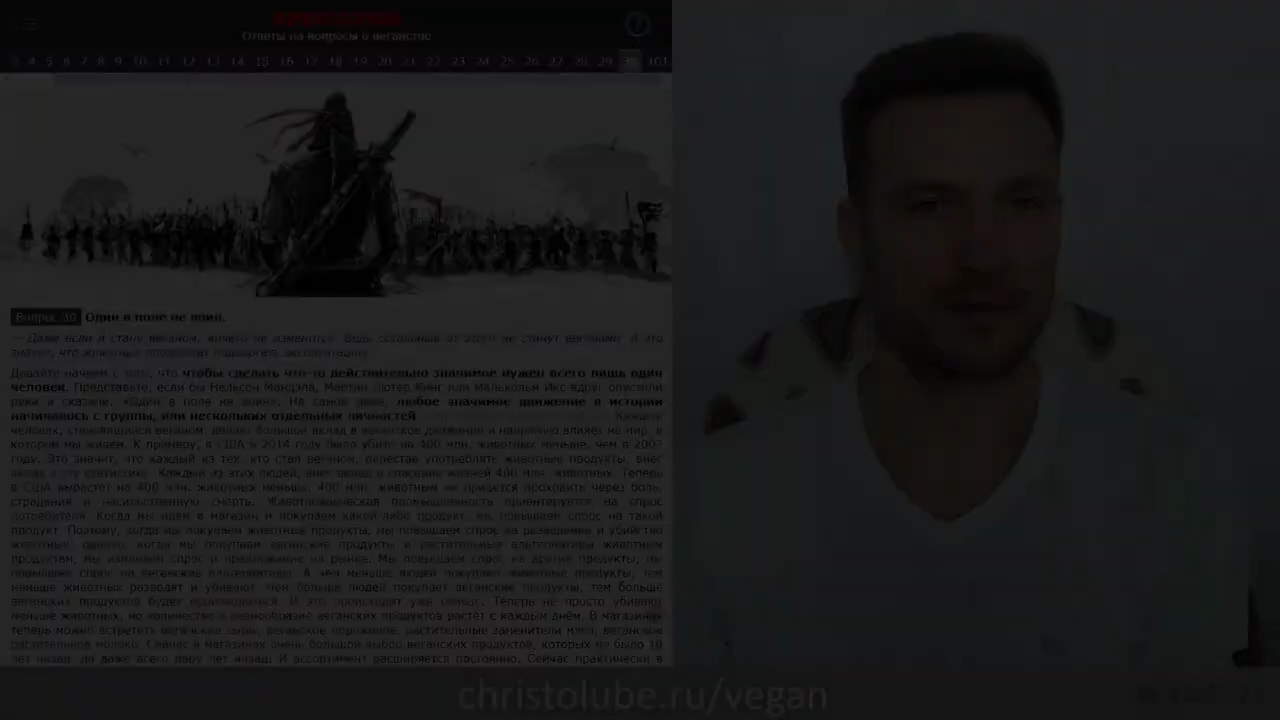 Ответы на вопросы о веганстве
3 4 5 6 7 8 9 10 11 12 13 14 15 16 17 18 19 20 21 22 23 24 25 26 27 28 29 30 101
Вопрос 30 Один в поле не воин.
— Даже если я стану веганом, ничего не изменится. Ведь остальные от этого не станут веганами. А это
значит, что животные продолжат подвергать эксплуатации.
Давайте начнем с того, что чтобы сделать что-то действительно значимое нужен всего лишь один
человек. Представьте, если бы Нельсон Мандэла, Мартин Лютер Кинг или Малькольм Икс вдруг опустили
руки и сказали, «Один в поле не воин». На самом деле, любое значимое движение в истории
начиналось с группы, или нескольких отдельных личностей Каждый
человек, становящийся веганом, делает большой вклад в веганское движение и напрямую влияет на мир, в
котором мы живем. К примеру, в США в 2014 году было убито на 400 млн. животных меньше, чем в 2007
году. Это значит, что каждый из тех, кто стал веганом, перестав употреблять животные продукты, внес
вклад в эту статистику. Каждый из этих людей, внес вклад в спасение жизней 400 млн. животных. Теперь
в США вырастет на 400 млн. животных меньше. 400 млн. животным не придется проходить через боль,
страдания и насильственную смерть. Животноводческая промышленность ориентируется на спрос
потребителя. Когда мы идем в магазин и покупаем какой-либо продукт, мы повышаем спрос на такой
продукт. Поэтому, когда мы покупаем животные продукты, мы повышаем спрос на разведение и убийство
животных, однако, когда мы покупаем веганские продукты и растительные альтернативы животным
продуктам, мы изменяем спрос и предложение на рынке. Мы повышаем спрос на другие продукты, мы
повышаем спрос на веганские альтернативы. А чем меньше людей покупают животные продукты, тем
меньше животных разводят и убивают. Чем больше людей покупает веганские продукты, тем больше
веганских продуктов будет производиться. И это происходит уже сейчас. Теперь не просто убивают
меньше животных, но количество и разнообразие веганских продуктов растёт с каждым днём. В магазинах
теперь можно встретить веганские сыры, веганское мороженое, растительные заменители мяса, веганское
растительное молоко. Сейчас в магазинах очень большой выбор веганских продуктов, которых не было 10
лет назад, да даже всего пару лет назад! И ассортимент расширяется постоянно. Сейчас практически в
christolube.ru/vegan